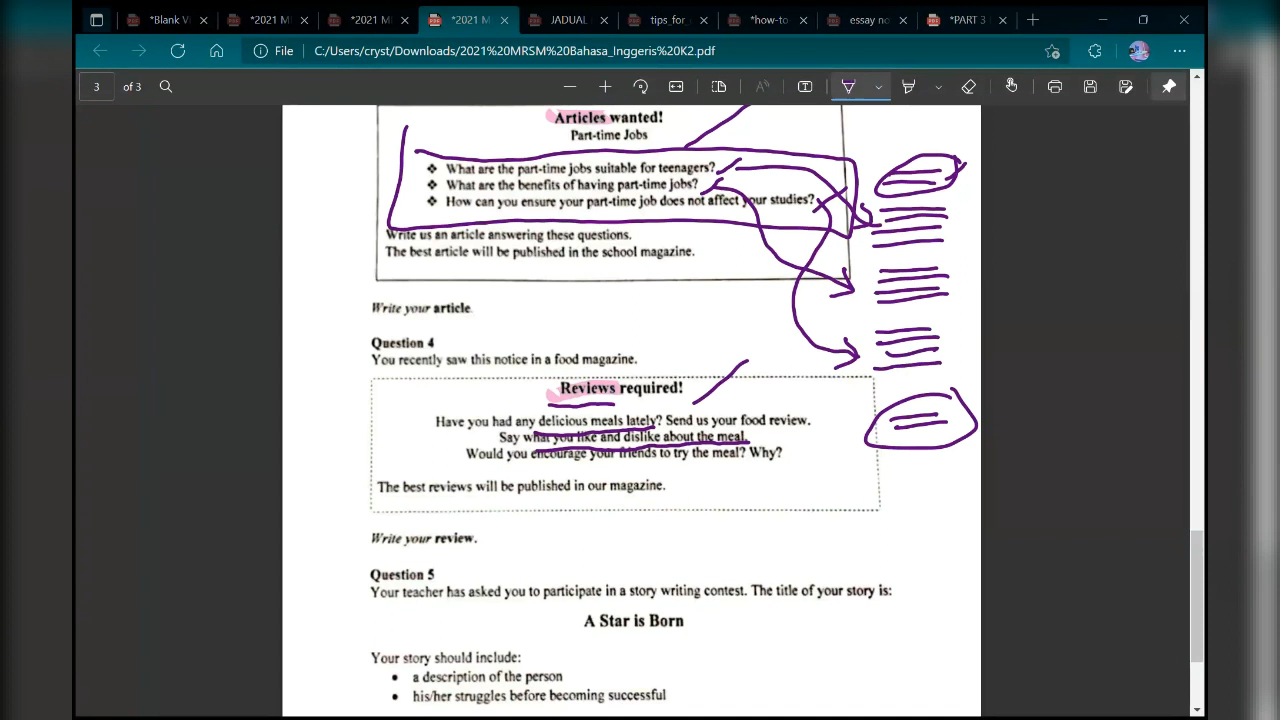 *Blank V
*2021 M
*2021 M
*2021 M
JADUAL
tips_for_
*how-to-
essay no
*PART 3
File
C:/Users/cryst/Downloads/2021%20MRSM%20Bahasa_Inggeris%20K2.pdf
3
of 3
Articles wanted!
Part-time Jobs
What are the part-time jobs suitable for teenagers?
What are the benefits of having part-time jobs?
How can you ensure your part-time job does not affect your studies?
Write us an article answering these questions.
The best article will be published in the school magazine.
Write your article.
Question 4
You recently saw this notice in a food magazine.
Reviews required!
Have you had any delicious meals lately? Send us your food review.
Say what you like and dislike about the meal.
Would you encourage your friends to try the meal? Why?
The best reviews will be published in our magazine.
Write your review.
Question 5
Your teacher has asked you to participate in a story writing contest. The title of your story is:
A Star is Born
Your story should include:
• a description of the person
• his/her struggles before becoming successful